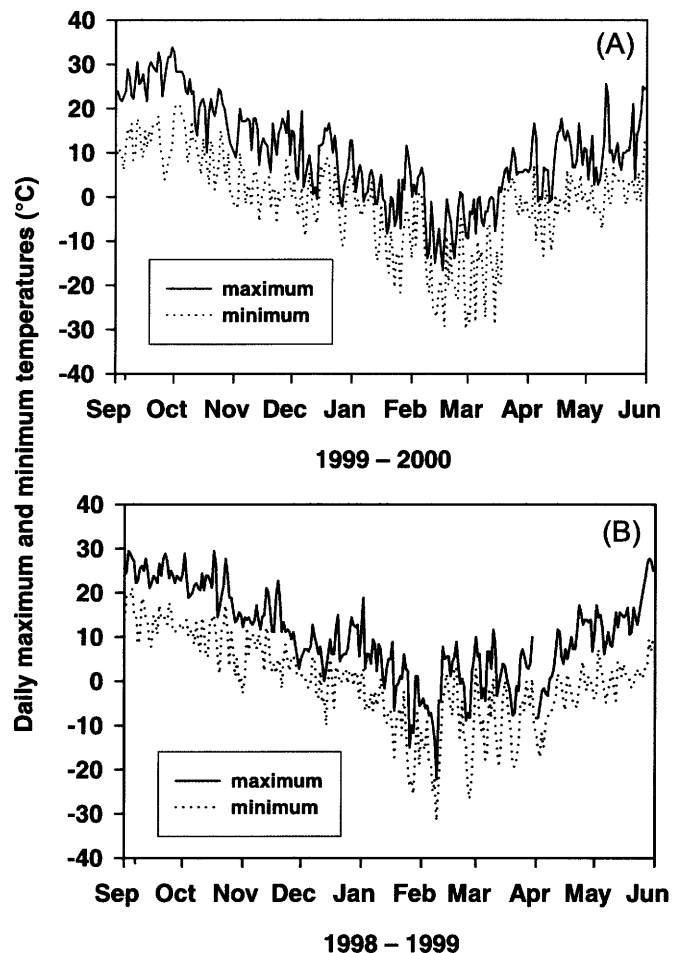 Daily maximum and minimum temperatures (°C)
(A)
40
30
20
10
0
-10
-20
-30
-40
maximum
minimum
Sep Oct Nov Dec Jan Feb Mar Apr May Jun
1999 – 2000
(B)
40
30
20
10
0
-10
-20
-30
-40
maximum
minimum
Sep Oct Nov Dec Jan Feb Mar Apr May Jun
1998 – 1999